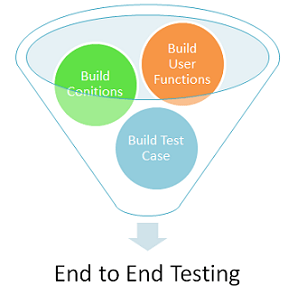 Build
User
Functions
Build
Conitions
Build Test
Case
End to End Testing